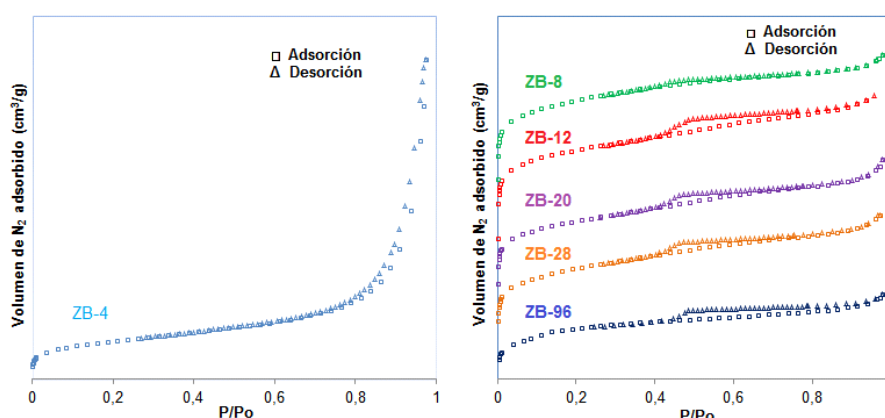 Volumen de N2 adsorbido (cm3/g)
□ Adsorción
△ Desorción
ZB-4
0 0,2 0,4 0,6 0,8 1
P/Po
Volumen de N2 adsorbido (cm3/g)
□ Adsorción
△ Desorción
ZB-8
ZB-12
ZB-20
ZB-28
ZB-96
0 0,2 0,4 0,6 0,8
P/Po